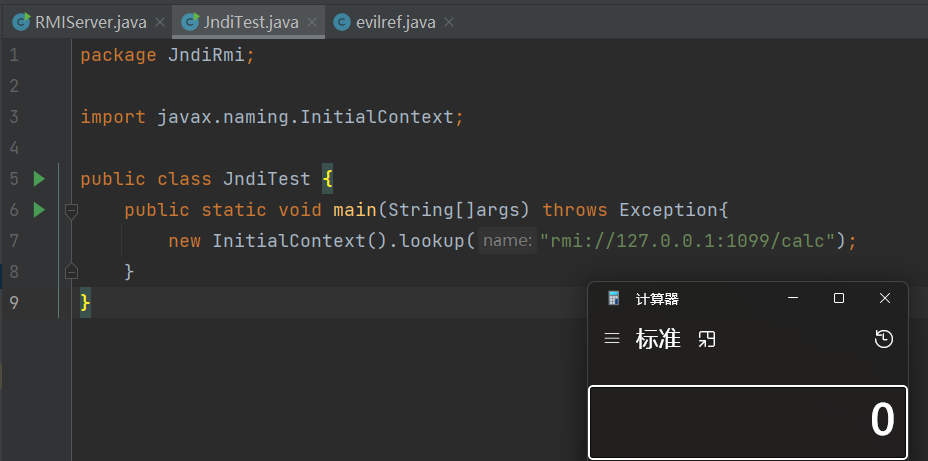 RMIServer.java JndiTest.java evilref.java
1 package JndiRmi;
2
3 import javax.naming.InitialContext;
4
5 public class JndiTest {
6 public static void main(String[]args) throws Exception{
7 new InitialContext().lookup( name: "rmi://127.0.0.1:1099/calc");
8 }
9 }
计算器
标准
0